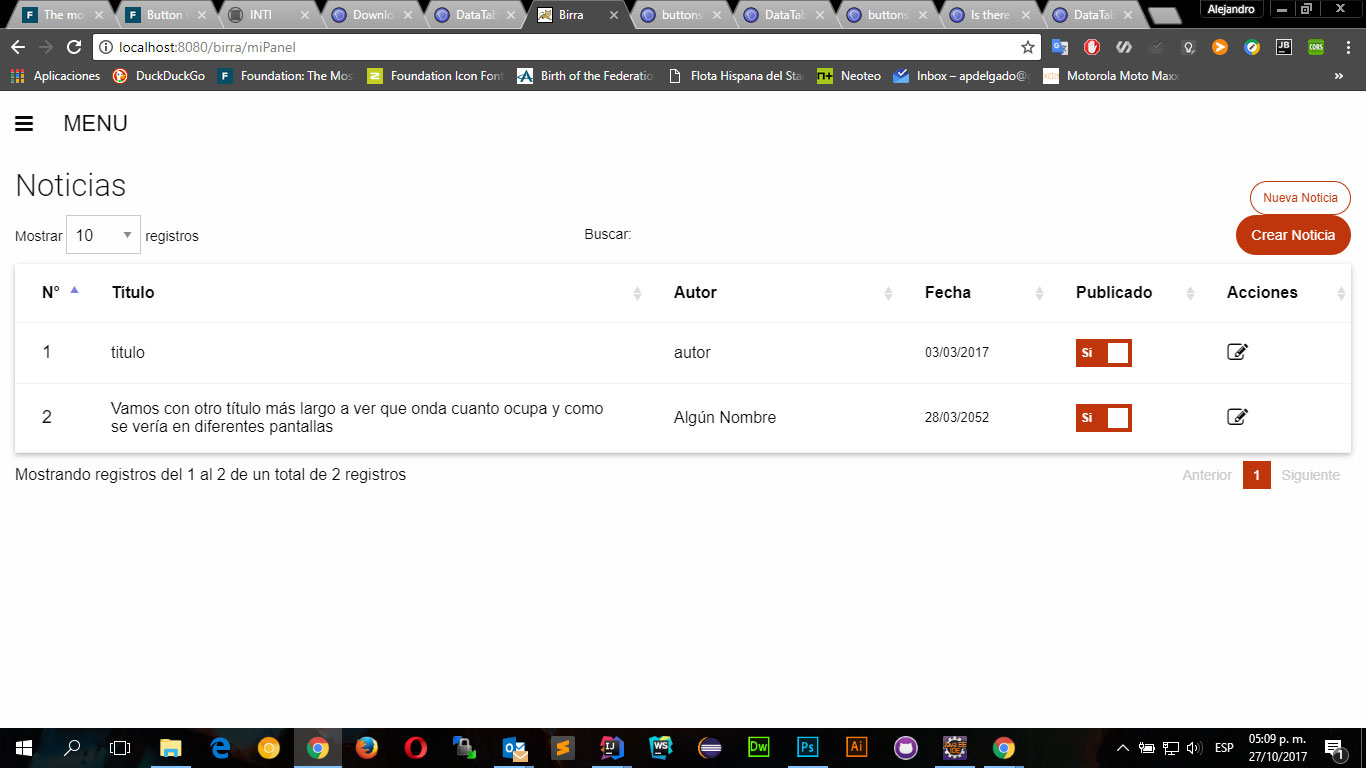 The mo
Button
INTI
Downlo
DataTab
Birra
buttons
DataTab
buttons
Is there
DataTab
Alejandro
localhost:8080/birra/miPanel
Aplicaciones
DuckDuckGo
Foundation: The Mos
Foundation Icon Font
Birth of the Federatio
Flota Hispana del Sta
Neoteo
Inbox – apdelgado@
Motorola Moto Maxx
»
MENU
Noticias
Nueva Noticia
Mostrar 10 registros
Buscar:
Crear Noticia
N° Título Autor Fecha Publicado Acciones
1 titulo autor 03/03/2017 Si
2 Vamos con otro título más largo a ver que onda cuanto ocupa y como
se vería en diferentes pantallas
Algún Nombre 28/03/2052 Si
Mostrando registros del 1 al 2 de un total de 2 registros
Anterior 1 Siguiente
ESP
05:09 p. m.
27/10/2017